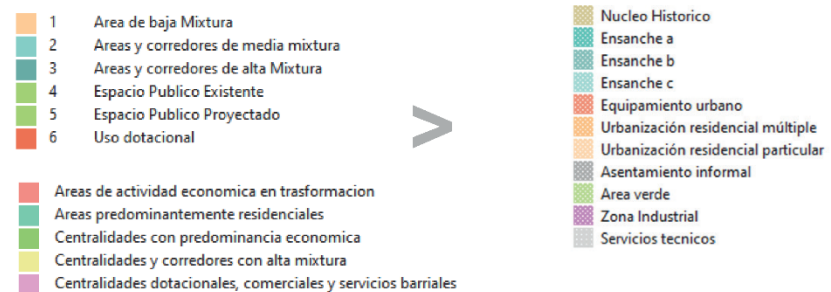 1 Area de baja Mixtura
2 Areas y corredores de media mixtura
3 Areas y corredores de alta Mixtura
4 Espacio Publico Existente
5 Espacio Publico Proyectado
6 Uso dotacional
Areas de actividad economica en trasformacion
Areas predominantemente residenciales
Centralidades con predominancia economica
Centralidades y corredores con alta mixtura
Centralidades dotacionales, comerciales y servicios barriales
>
Nucleo Historico
Ensanche a
Ensanche b
Ensanche c
Equipamiento urbano
Urbanización residencial múltiple
Urbanización residencial particular
Asentamiento informal
Area verde
Zona Industrial
Servicios tecnicos